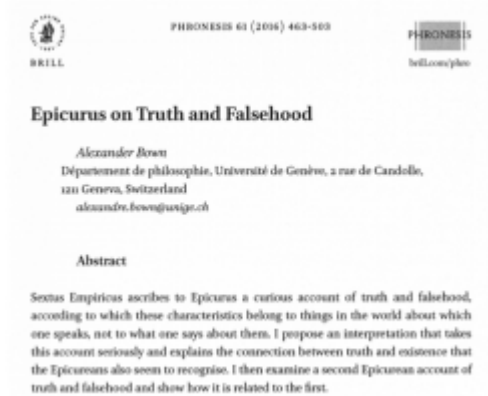 PHRONESIS 61 (2016) 463-503
PHRONESIS
BRILL
brill.com/phro
Epicurus on Truth and Falsehood
Alexander Bown
Département de philosophie, Université de Genève, 2 rue de Candolle,
1211 Geneva, Switzerland
alexandre.bown@unige.ch
Abstract
Sextus Empiricus ascribes to Epicurus a curious account of truth and falsehood,
according to which these characteristics belong to things in the world about which
one speaks, not to what one says about them. I propose an interpretation that takes
this account seriously and explains the connection between truth and existence that
the Epicureans also seem to recognise. I then examine a second Epicurean account of
truth and falsehood and show how it is related to the first.